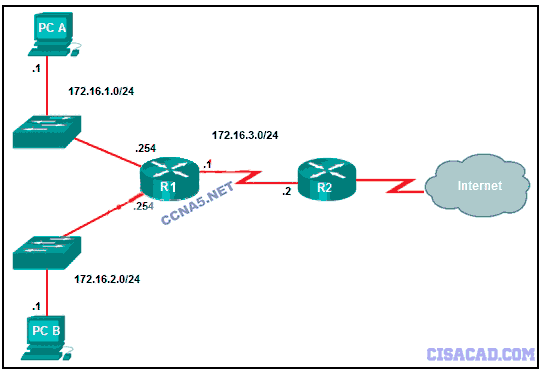 PC A
.1
172.16.1.0/24
.254
172.16.3.0/24
.1
R1
.2
R2
Internet
.254
CCNA5.NET
172.16.2.0/24
.1
PC B
CISACAD.COM